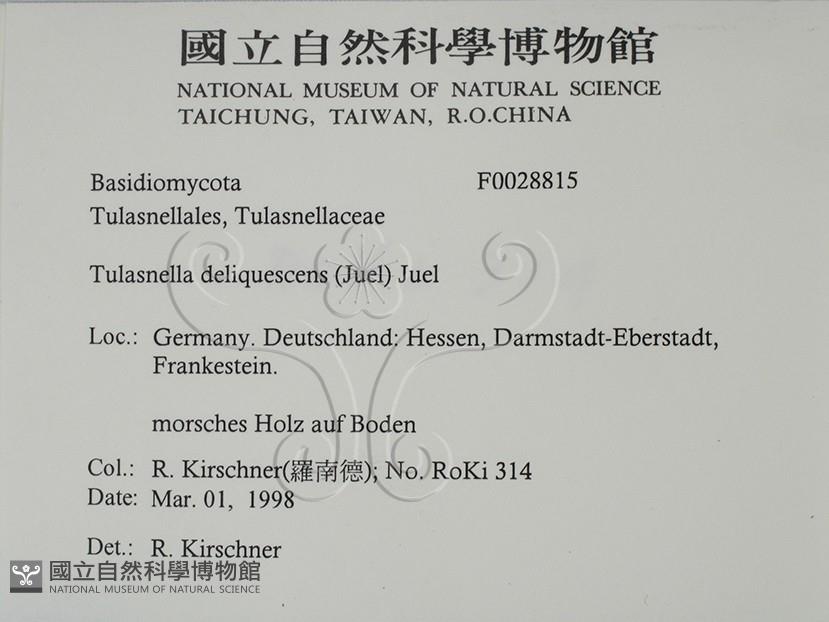 國立自然科學博物館
NATIONAL MUSEUM OF NATURAL SCIENCE
TAICHUNG, TAIWAN, R.O.CHINA
Basidiomycota F0028815
Tulasnellales, Tulasnellaceae
Tulasnella deliquescens (Juel) Juel
Loc.: Germany. Deutschland: Hessen, Darmstadt-Eberstadt,
Frankestein.
morsches Holz auf Boden
Col.: R. Kirschner(羅南德); No. RoKi 314
Date: Mar. 01, 1998
Det.: R. Kirschner
國立自然科學博物館
NATIONAL MUSEUM OF NATURAL SCIENCE